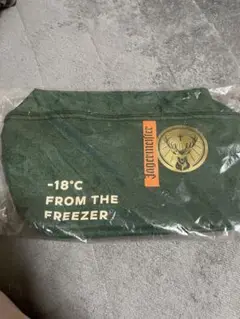 Jägermeister
-18°C
FROM THE
FREEZER